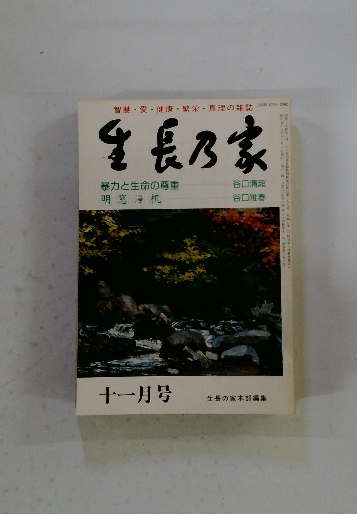 智慧・愛・健康・繁栄・真理の雑誌
生長乃家
暴力と生命の尊重 谷口清超
明窓浄机 谷口雅春
十一月号
生長の家本部編集